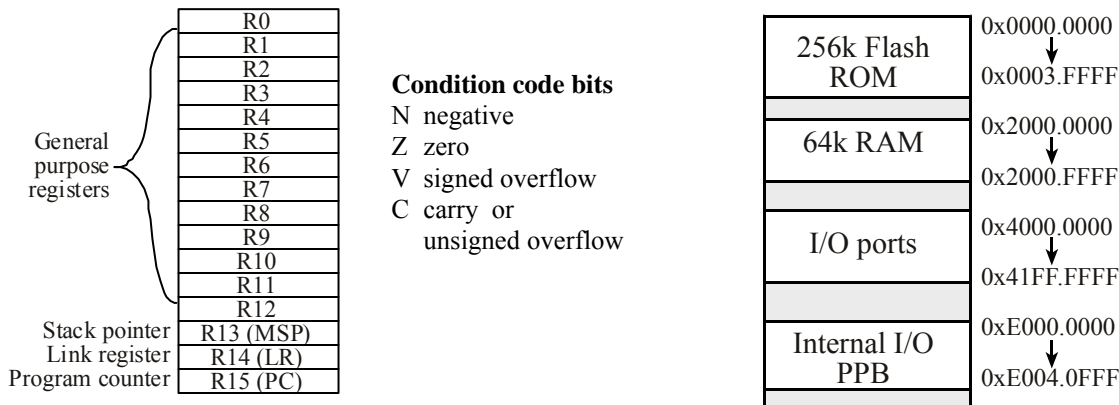 R0
R1
R2
R3
R4
R5
R6
R7
R8
R9
R10
R11
R12
R13 (MSP)
R14 (LR)
R15 (PC)
General
purpose
registers
Stack pointer
Link register
Program counter
Condition code bits
N negative
Z zero
V signed overflow
C carry or
unsigned overflow
256k Flash
ROM
64k RAM
I/O ports
Internal I/O
PPB
0x0000.0000
0x0003.FFFF
0x2000.0000
0x2000.FFFF
0x4000.0000
0x41FF.FFFF
0xE000.0000
0xE004.0FFF